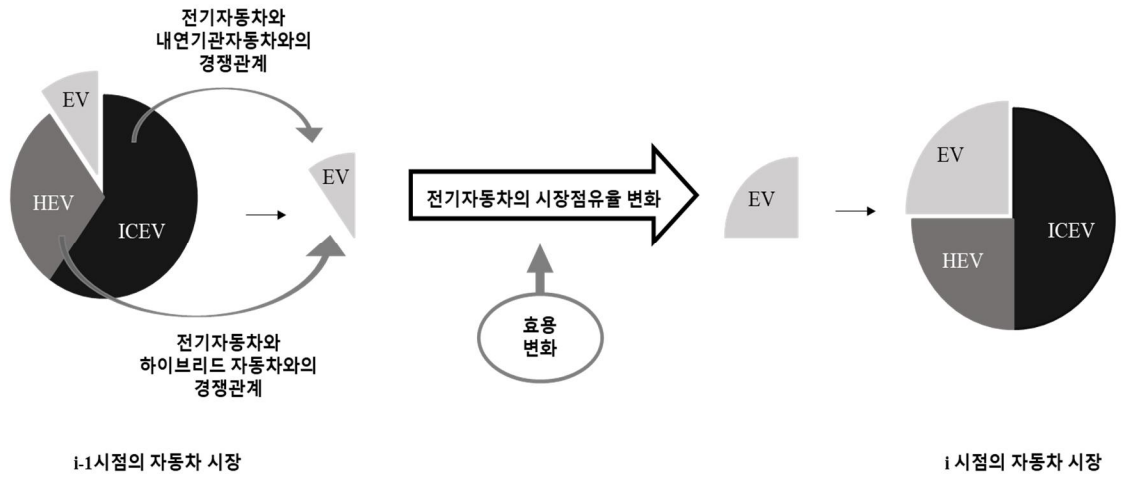 전기자동차와
내연기관자동차와의
경쟁관계
EV
HEV
ICEV
EV
전기자동차의 시장점유율 변화
효용
변화
EV
EV
HEV
ICEV
전기자동차와
하이브리드 자동차와의
경쟁관계
i-1시점의 자동차 시장
i 시점의 자동차 시장